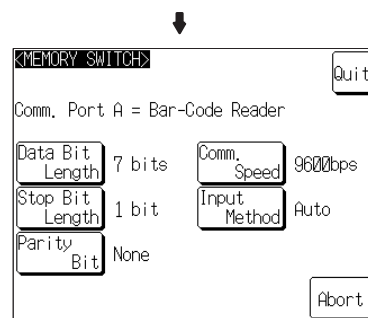 <MEMORY SWITCH>
Quit
Comm. Port A = Bar-Code Reader
Data Bit Length 7 bits
Comm. Speed 9600bps
Stop Bit Length 1 bit
Input Method Auto
Parity Bit None
Abort